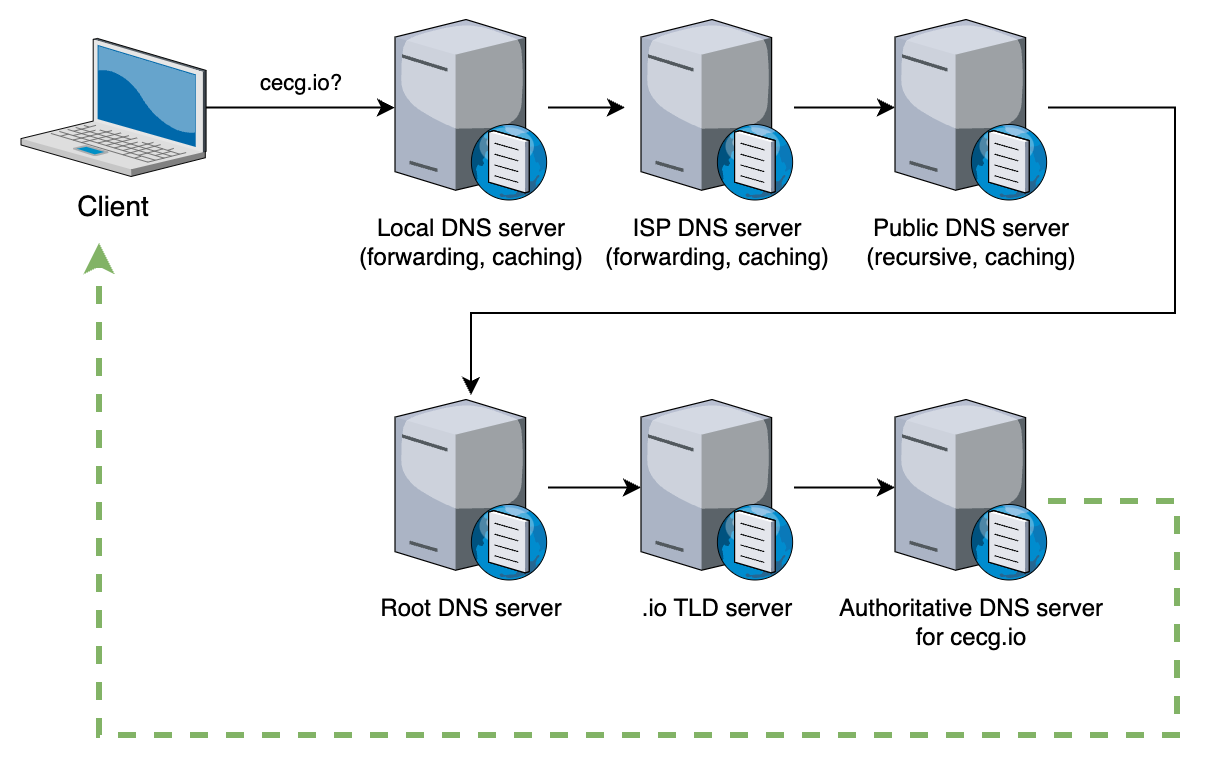 cecg.io?
Client
Local DNS server
(forwarding, caching)
ISP DNS server
(forwarding, caching)
Public DNS server
(recursive, caching)
Root DNS server
.io TLD server
Authoritative DNS server
for cecg.io